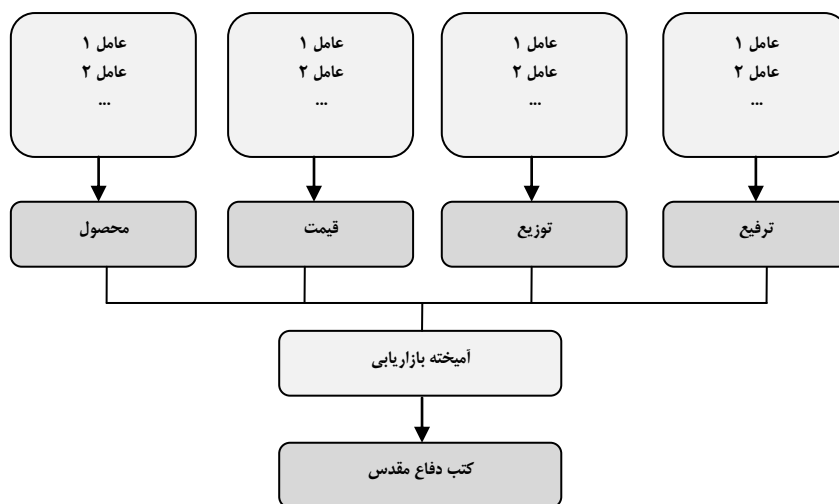 عامل ۱
عامل ۲
...
عامل ۱
عامل ۲
...
عامل ۱
عامل ۲
...
عامل ۱
عامل ۲
...
ترفیع
توزیع
قیمت
محصول
آمیخته بازاریابی
کتب دفاع مقدس